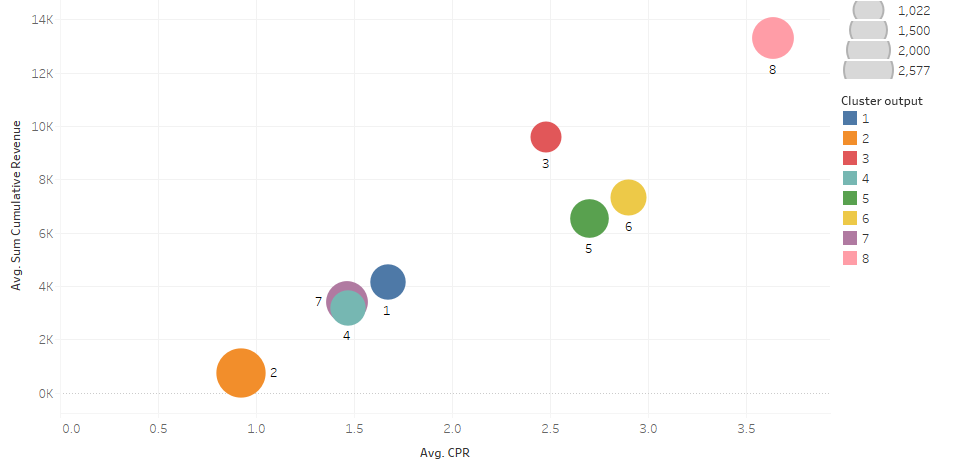 14K
12K
10K
8K
6K
4K
2K
0K
Avg. Sum Cumulative Revenue
8
3
6
5
7
1
4
2
0.0 0.5 1.0 1.5 2.0 2.5 3.0 3.5
Avg. CPR
1,022
1,500
2,000
2,577
Cluster output
1
2
3
4
5
6
7
8